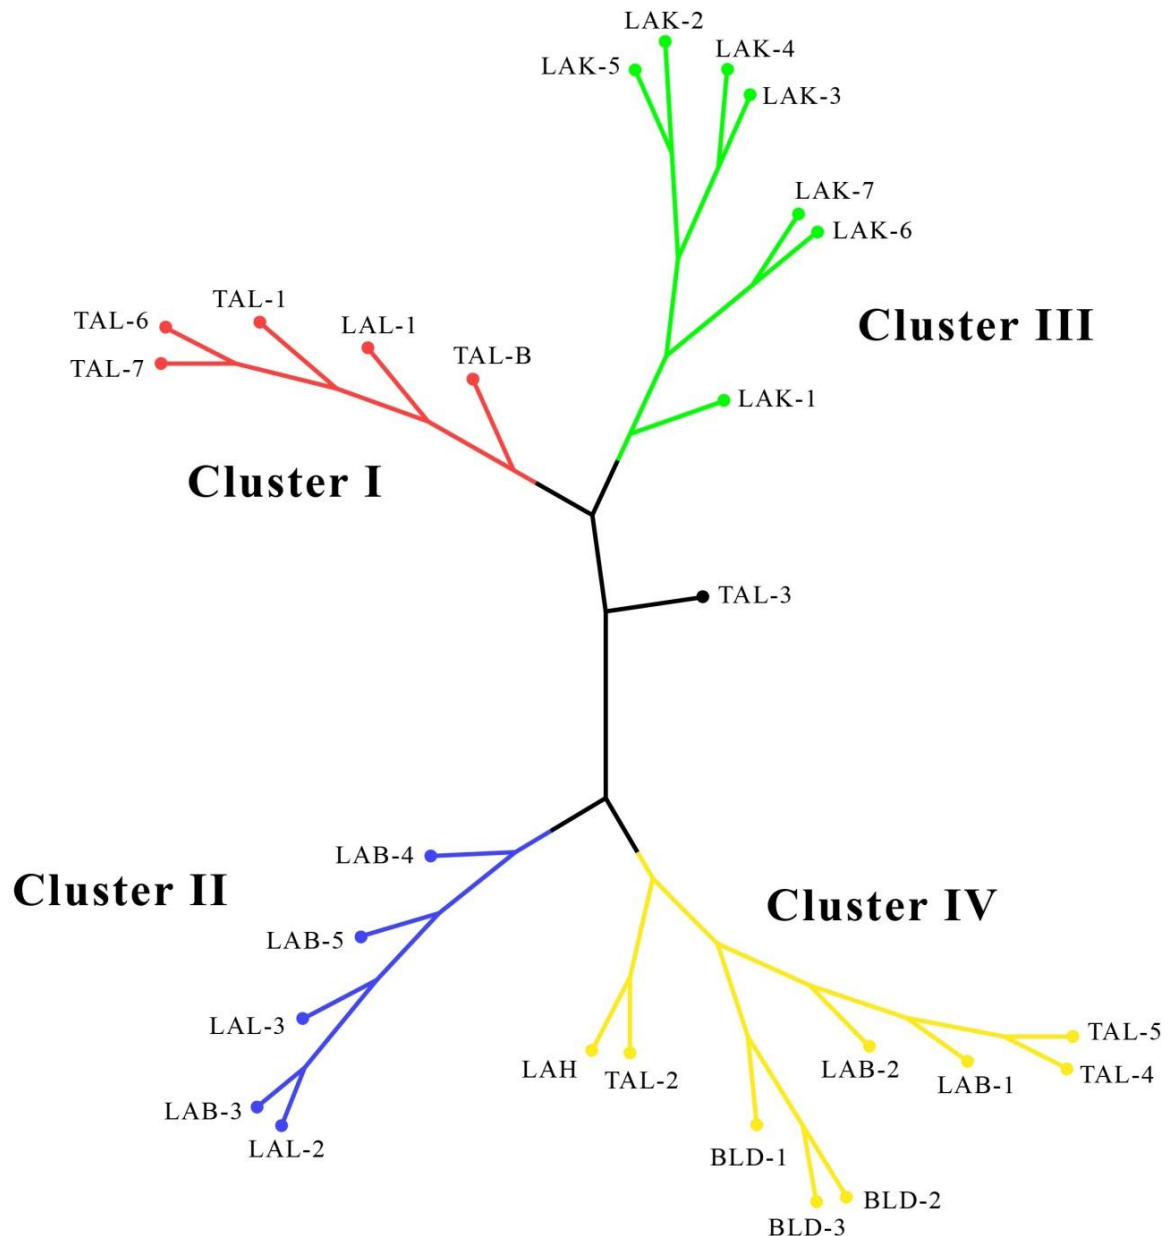 LAK-2
LAK-4
LAK-5
LAK-3
LAK-7
LAK-6
TAL-1
TAL-6
LAL-1
TAL-B
TAL-7
Cluster III
LAK-1
Cluster I
TAL-3
LAB-4
Cluster II
Cluster IV
LAB-5
LAL-3
TAL-5
LAH
TAL-2
LAB-2
LAB-1
TAL-4
LAB-3
LAL-2
BLD-1
BLD-2
BLD-3